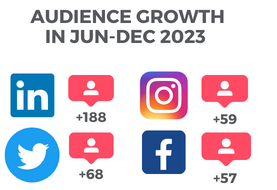 AUDIENCE GROWTH
IN JUN-DEC 2023
in
+188
+59
f
+68
+57